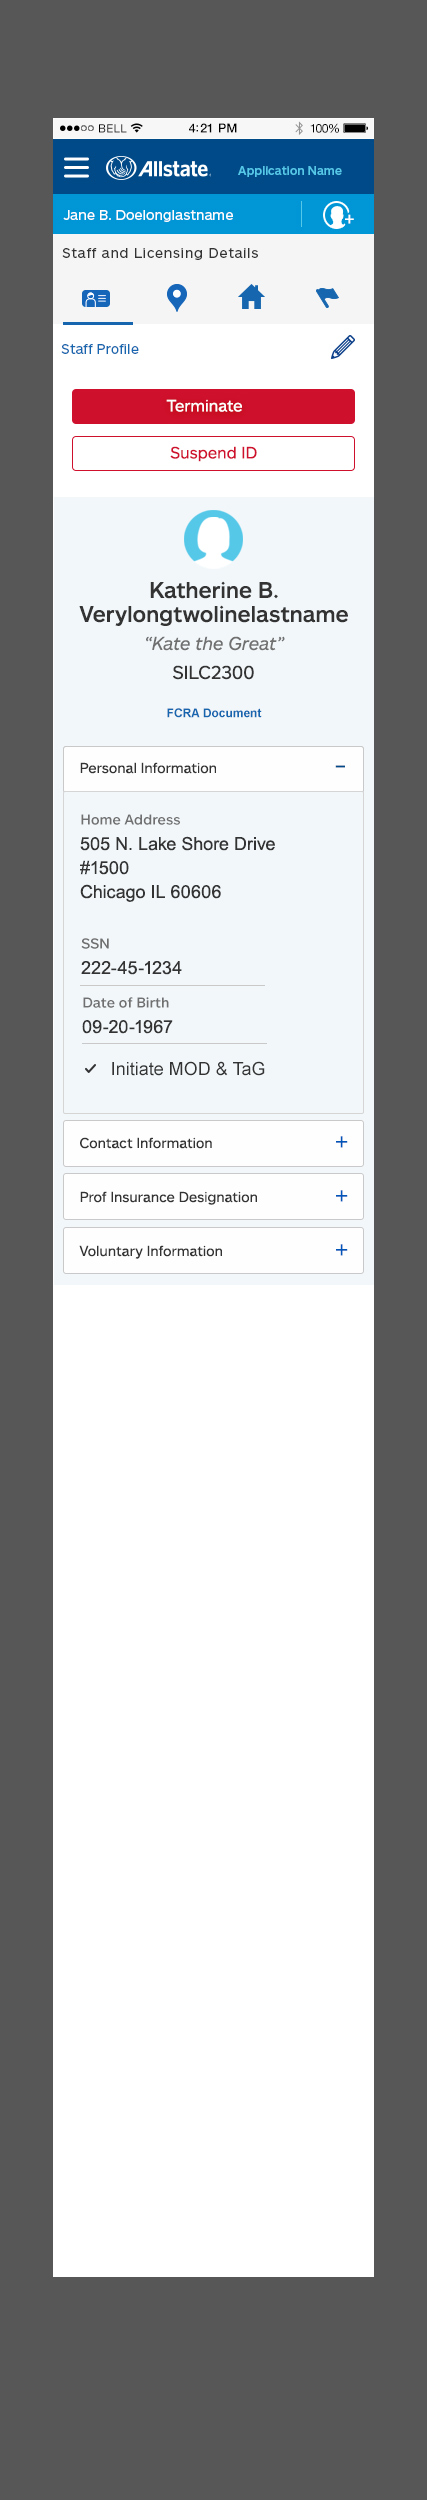 BELL 4:21 PM 100%
Allstate. Application Name
Jane B. Doelonglastname
Staff and Licensing Details
Staff Profile
Terminate
Suspend ID
Katherine B.
Verylongtwolinelastname
“Kate the Great”
SILC2300
FCRA Document
Personal Information
Home Address
505 N. Lake Shore Drive
#1500
Chicago IL 60606
SSN
222-45-1234
Date of Birth
09-20-1967
Initiate MOD & TaG
Contact Information
Prof Insurance Designation
Voluntary Information